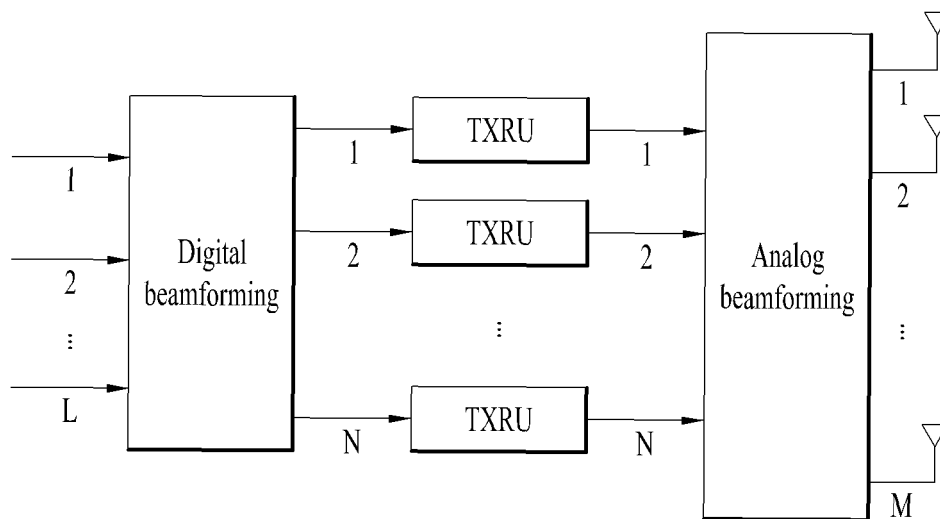 1
2
⋮
L
Digital
beamforming
1
2
N
TXRU
TXRU
⋮
TXRU
1
2
N
Analog
beamforming
1
2
⋮
M